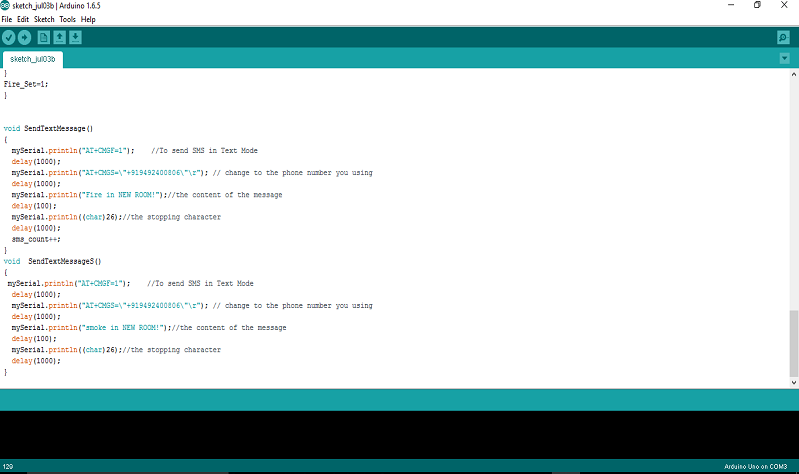 sketch_jul03b | Arduino 1.6.5
File Edit Sketch Tools Help
sketch_jul03b
}
Fire_Set=1;
}
void SendTextMessage()
{
mySerial.println("AT+CMGF=1"); //To send SMS in Text Mode
delay(1000);
mySerial.println("AT+CMGS=\"+919492400806\"\r"); // change to the phone number you using
delay(1000);
mySerial.println("Fire in NEW ROOM!");//the content of the message
delay(100);
mySerial.println((char)26);//the stopping character
delay(1000);
sms_count++;
}
void SendTextMessageS()
{
mySerial.println("AT+CMGF=1"); //To send SMS in Text Mode
delay(1000);
mySerial.println("AT+CMGS=\"+919492400806\"\r"); // change to the phone number you using
delay(1000);
mySerial.println("smoke in NEW ROOM!");//the content of the message
delay(100);
mySerial.println((char)26);//the stopping character
delay(1000);
}
129
Arduino Uno on COM3